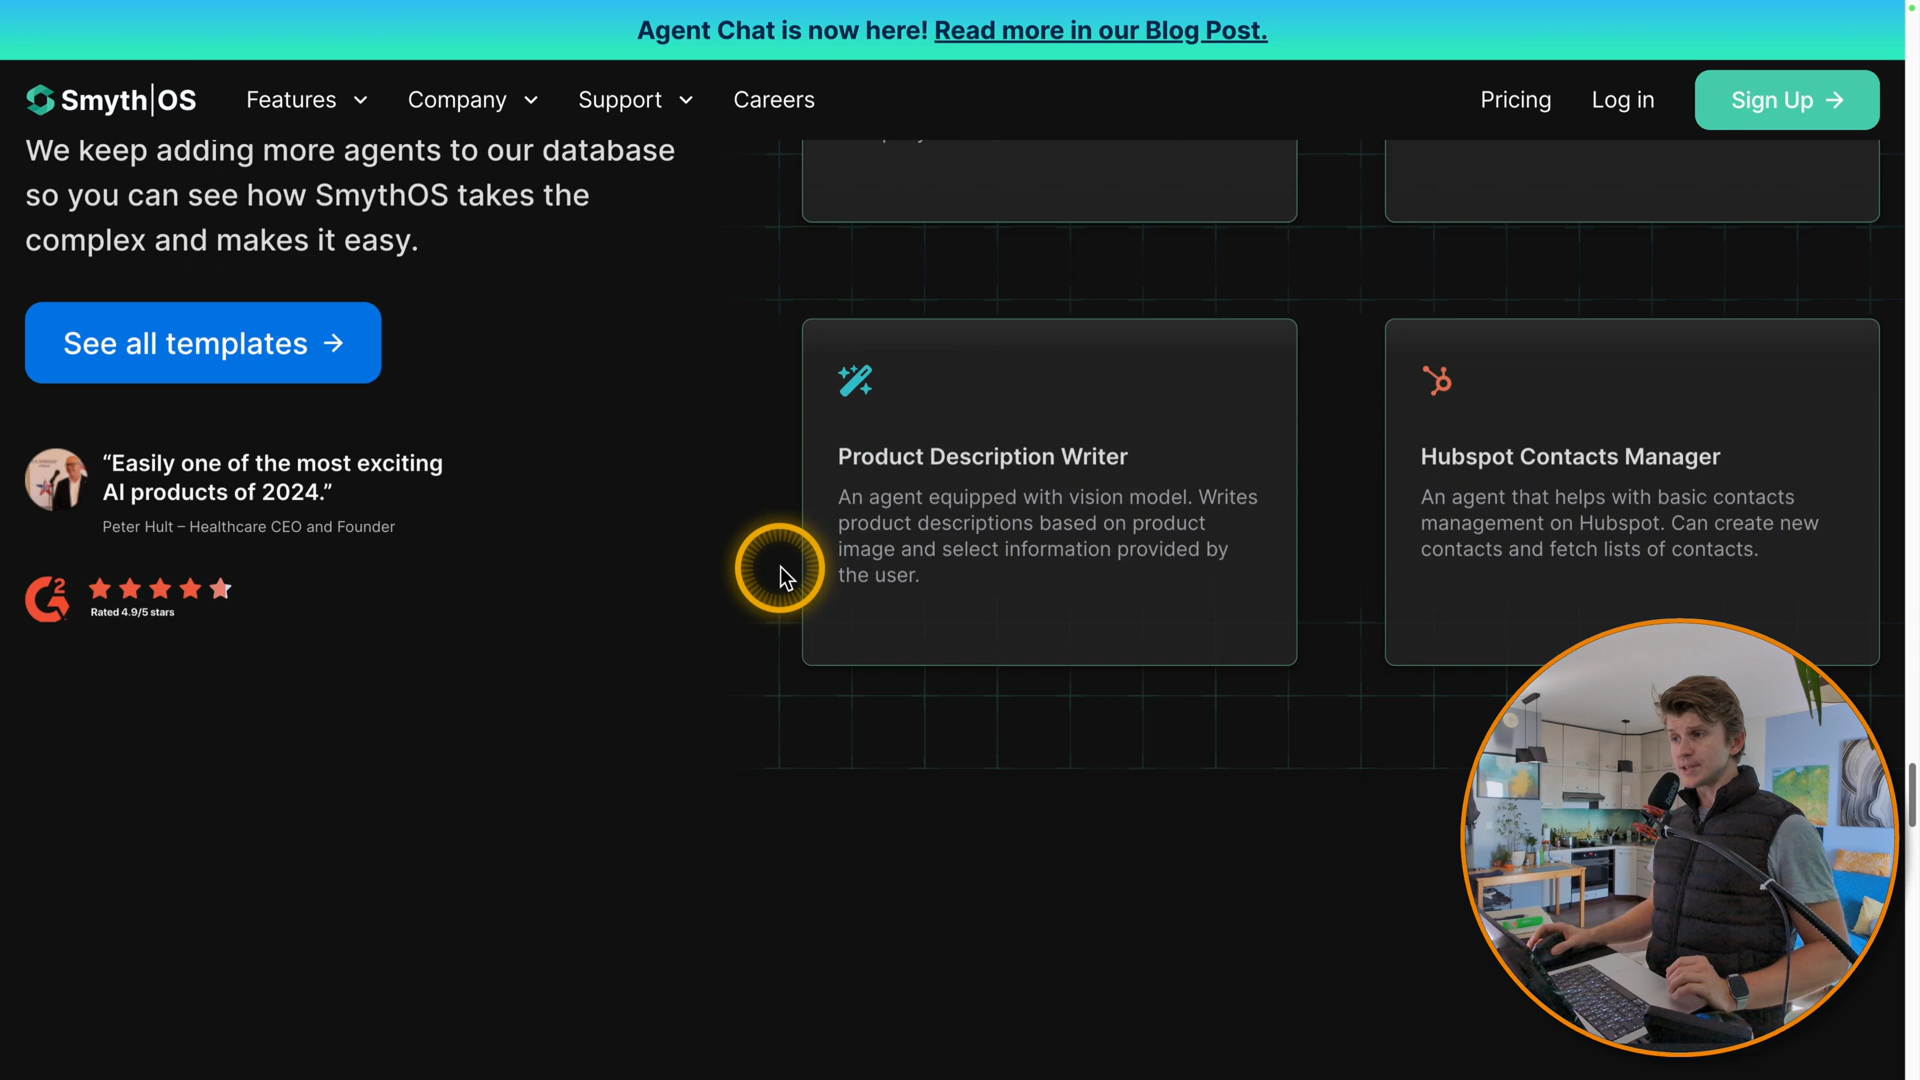 Agent Chat is now here! Read more in our Blog Post.
Smyth|OS
Features
Company
Support
Careers
Pricing
Log in
Sign Up →
We keep adding more agents to our database
so you can see how SmythOS takes the
complex and makes it easy.
See all templates →
“Easily one of the most exciting
AI products of 2024.”
Peter Hult – Healthcare CEO and Founder
G2
Rated 4.9/5 stars
Product Description Writer
An agent equipped with vision model. Writes
product descriptions based on product
image and select information provided by
the user.
Hubspot Contacts Manager
An agent that helps with basic contacts
management on Hubspot. Can create new
contacts and fetch lists of contacts.